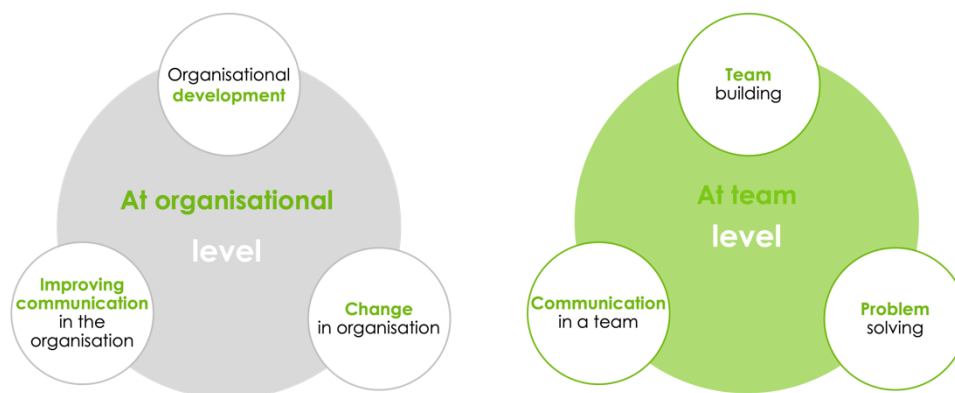 Organisational
development
At organisational
level
Improving
communication
in the
organisation
Change
in organisation
Team
building
At team
level
Communication
in a team
Problem
solving